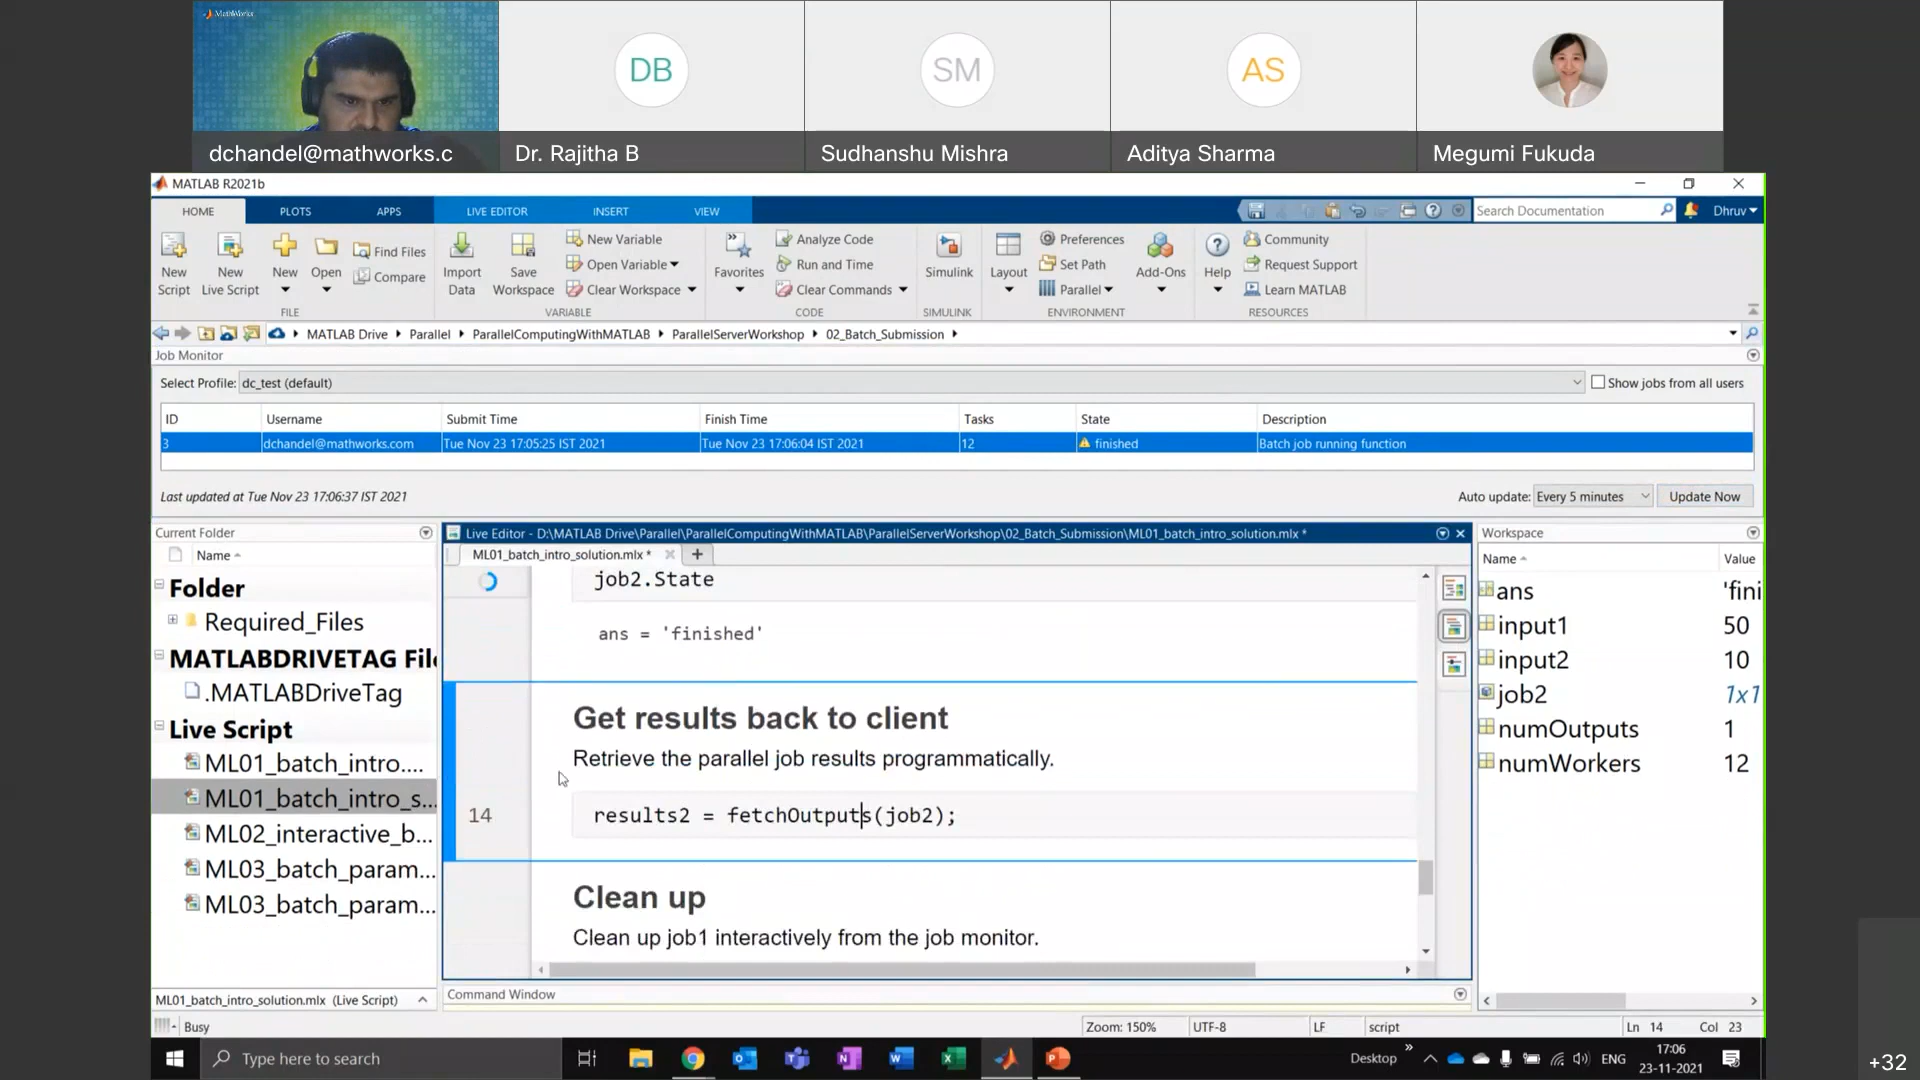 MathWorks
DB
SM
AS
dchandel@mathworks.c
Dr. Rajitha B
Sudhanshu Mishra
Aditya Sharma
Megumi Fukuda
MATLAB R2021b
HOME PLOTS APPS LIVE EDITOR INSERT VIEW
Search Documentation
Dhruv
New Script
New Live Script
New
Open
Find Files
Compare
FILE
Import Data
Save Workspace
New Variable
Open Variable
Clear Workspace
VARIABLE
Favorites
Analyze Code
Run and Time
Clear Commands
CODE
Simulink
SIMULINK
Layout
Preferences
Set Path
Parallel
Add-Ons
ENVIRONMENT
Help
Community
Request Support
Learn MATLAB
RESOURCES
MATLAB Drive Parallel ParallelComputingWithMATLAB ParallelServerWorkshop 02_Batch_Submission
Job Monitor
Select Profile: dc_test (default)
Show jobs from all users
ID Username Submit Time Finish Time Tasks State Description
3 dchandel@mathworks.com Tue Nov 23 17:05:25 IST 2021 Tue Nov 23 17:06:04 IST 2021 12 finished Batch job running function
Last updated at Tue Nov 23 17:06:37 IST 2021
Auto update: Every 5 minutes Update Now
Current Folder
Name
Folder
Required_Files
MATLABDRIVETAG Fil
.MATLABDriveTag
Live Script
ML01_batch_intro....
ML01_batch_intro_s...
ML02_interactive_b...
ML03_batch_param...
ML03_batch_param...
ML01_batch_intro_solution.mlx (Live Script)
Live Editor - D:\MATLAB Drive\Parallel\ParallelComputingWithMATLAB\ParallelServerWorkshop\02_Batch_Submission\ML01_batch_intro_solution.mlx *
ML01_batch_intro_solution.mlx *
job2.State
ans = 'finished'
Get results back to client
Retrieve the parallel job results programmatically.
14 results2 = fetchOutputs(job2);
Clean up
Clean up job1 interactively from the job monitor.
Command Window
Workspace
Name Value
ans 'fini
input1 50
input2 10
job2 1x1
numOutputs 1
numWorkers 12
Busy
Zoom: 150% UTF-8 LF script Ln 14 Col 23
Type here to search
Desktop
ENG
17:06
23-11-2021
+32